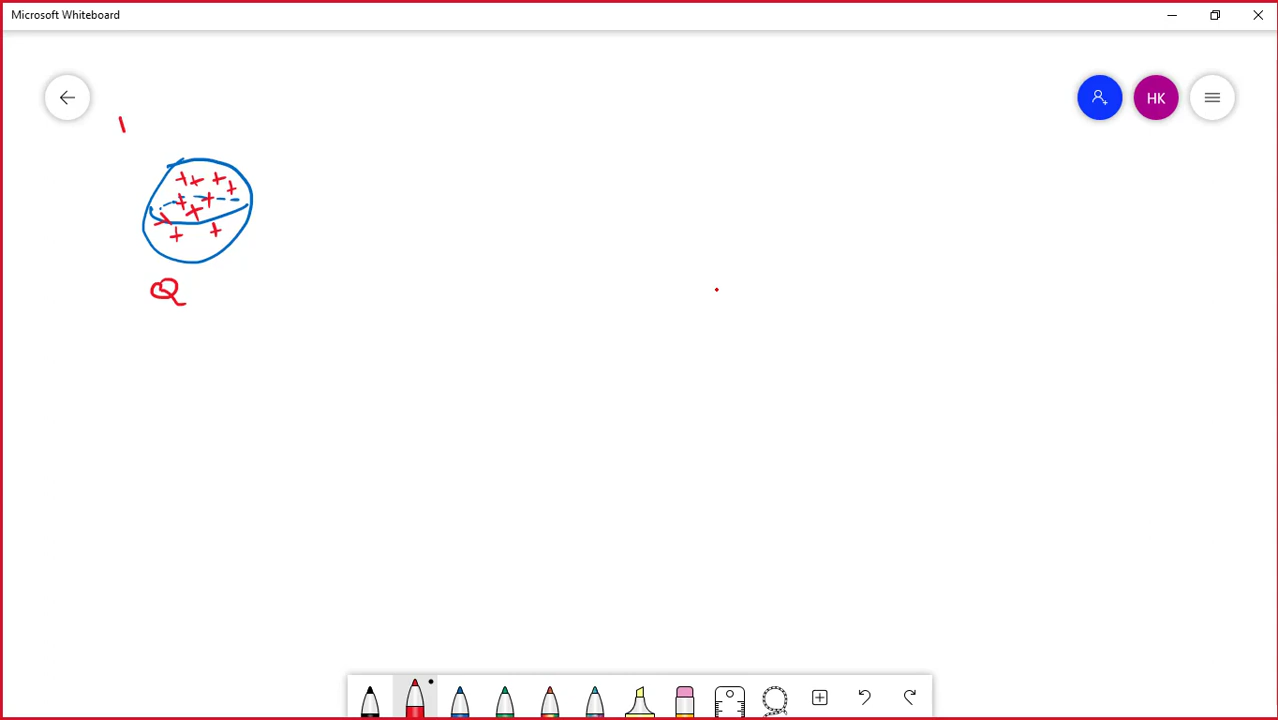 Microsoft Whiteboard
HK
+ + + +
+ + +
+ + +
Q